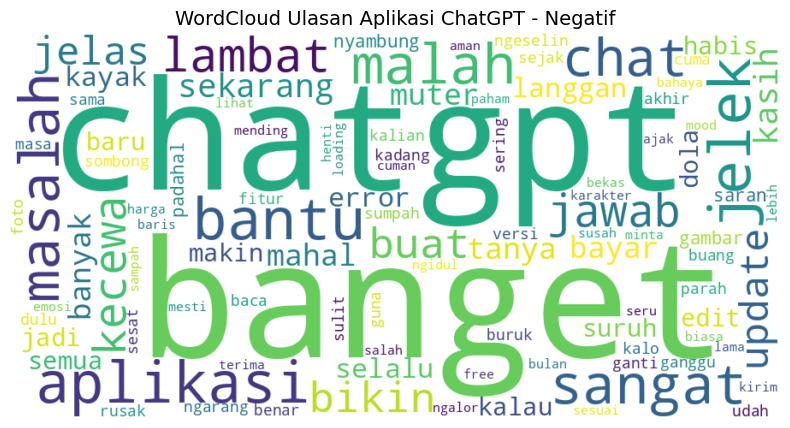 WordCloud Ulasan Aplikasi ChatGPT - Negatif
jelas lambat nyambung malah aman ngeselin chat habis
kayak sekarang muter sejak langgan cuma kasih
sama lihat paham akhir bahaya
masalah chatgpt jelek
masa baru sombong padahal mending henti loading kalian kadang cuman sering ajak dola mood
foto harga baris fitur error bekas karakter saran lebih
banyak kecewa bantu sumpah jawab
makin mahal buat versi tanya susah minta bayar gambar buang
sampah banget ngidul parah update
emosi dulu jadi sesat mesti baca sulit guna seru suruh edit
semua salah buruk kalo biasa lama
aplikasi terima selalu free bulan ganti ganggu kirim
bikin sangat
rusak ngarang benar ngalor kalau sesuai udah